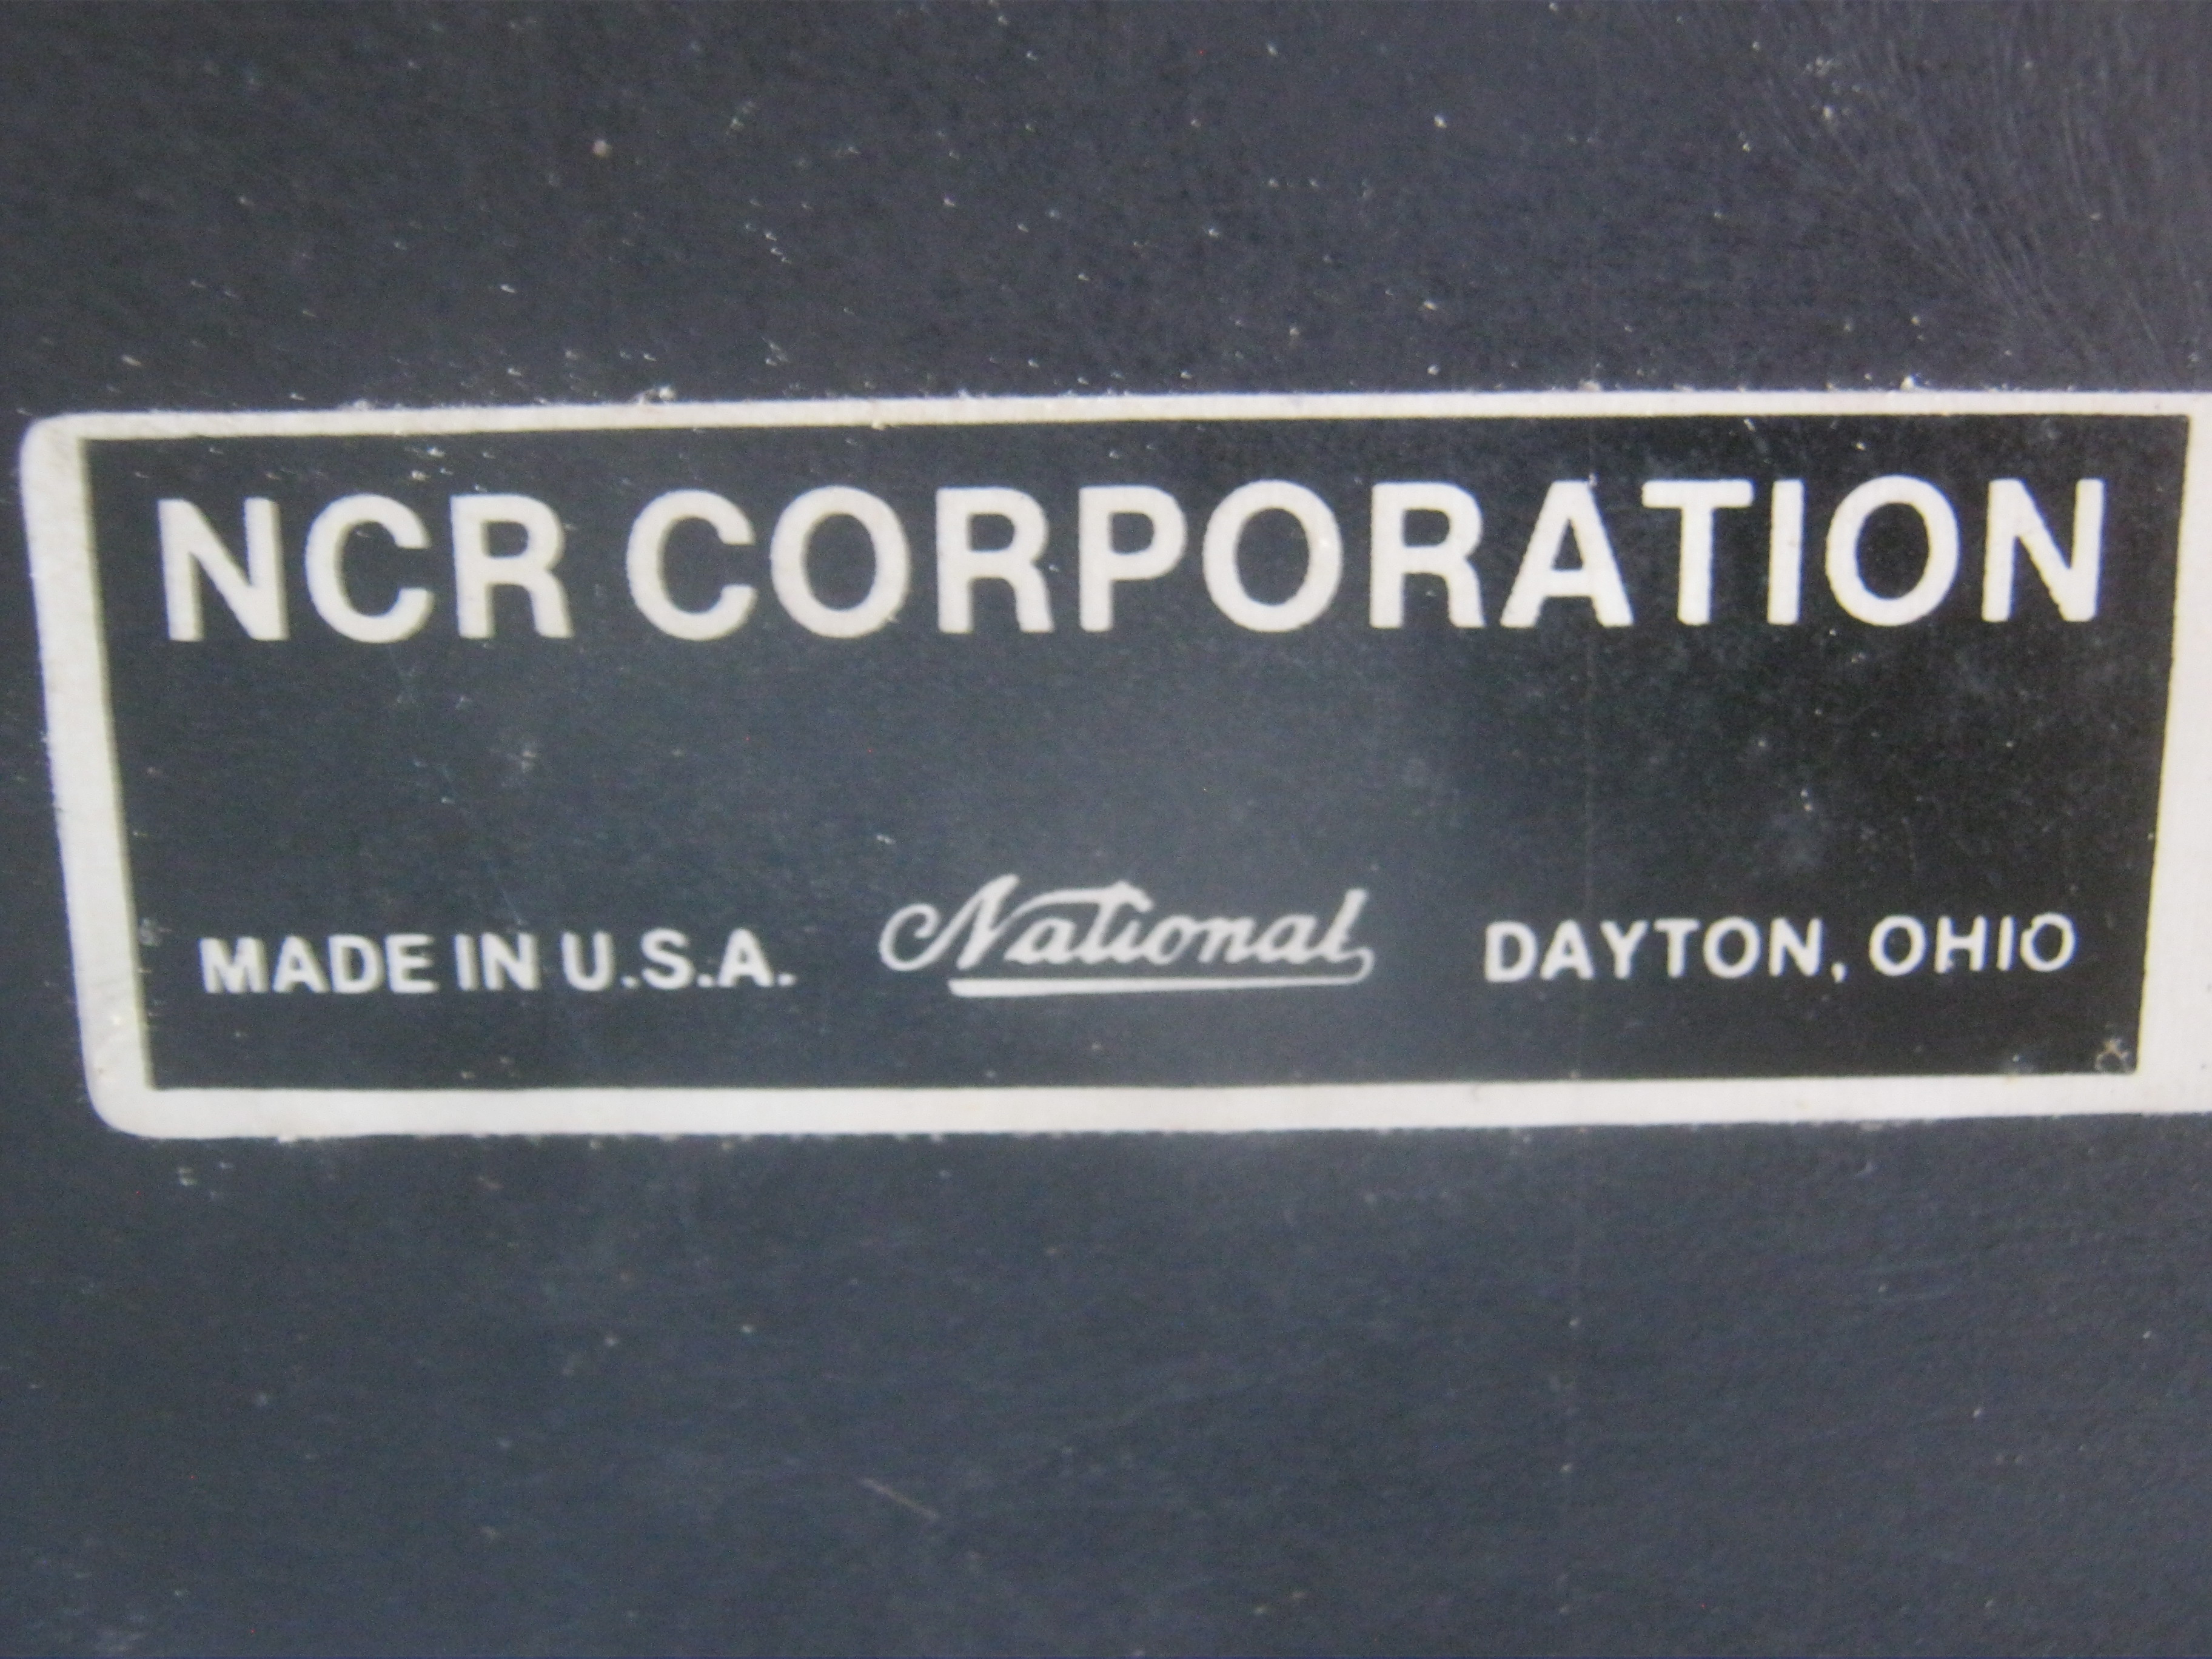 NCR CORPORATION
MADE IN U.S.A. National DAYTON, OHIO